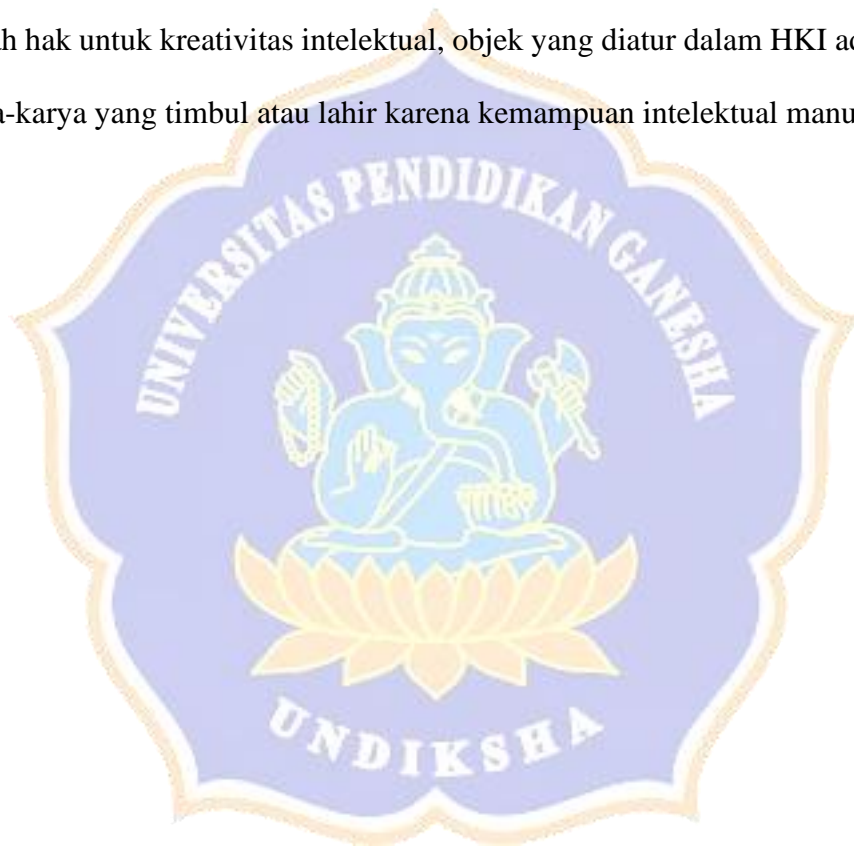 ah hak untuk kreativitas intelektual, objek yang diatur dalam HKI ad
a-karya yang timbul atau lahir karena kemampuan intelektual manu
UNIVERSITAS PENDIDIKAN GANESHA
UNDIKSHA